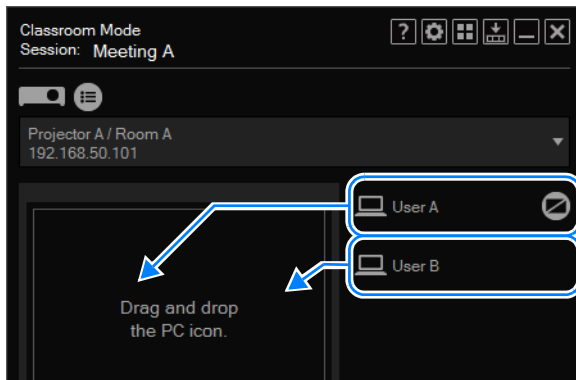 Classroom Mode
Session: Meeting A
?
Projector A / Room A
192.168.50.101
User A
User B
Drag and drop
the PC icon.